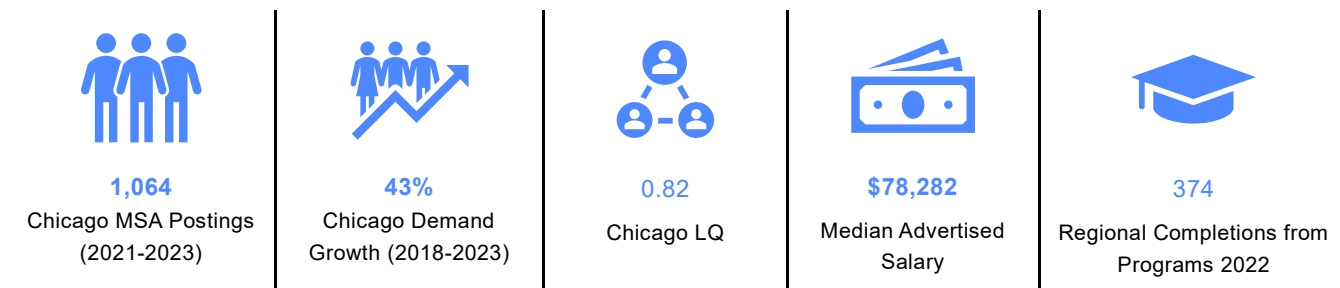 1,064
Chicago MSA Postings
(2021-2023)
43%
Chicago Demand
Growth (2018-2023)
0.82
Chicago LQ
$78,282
Median Advertised
Salary
374
Regional Completions from
Programs 2022